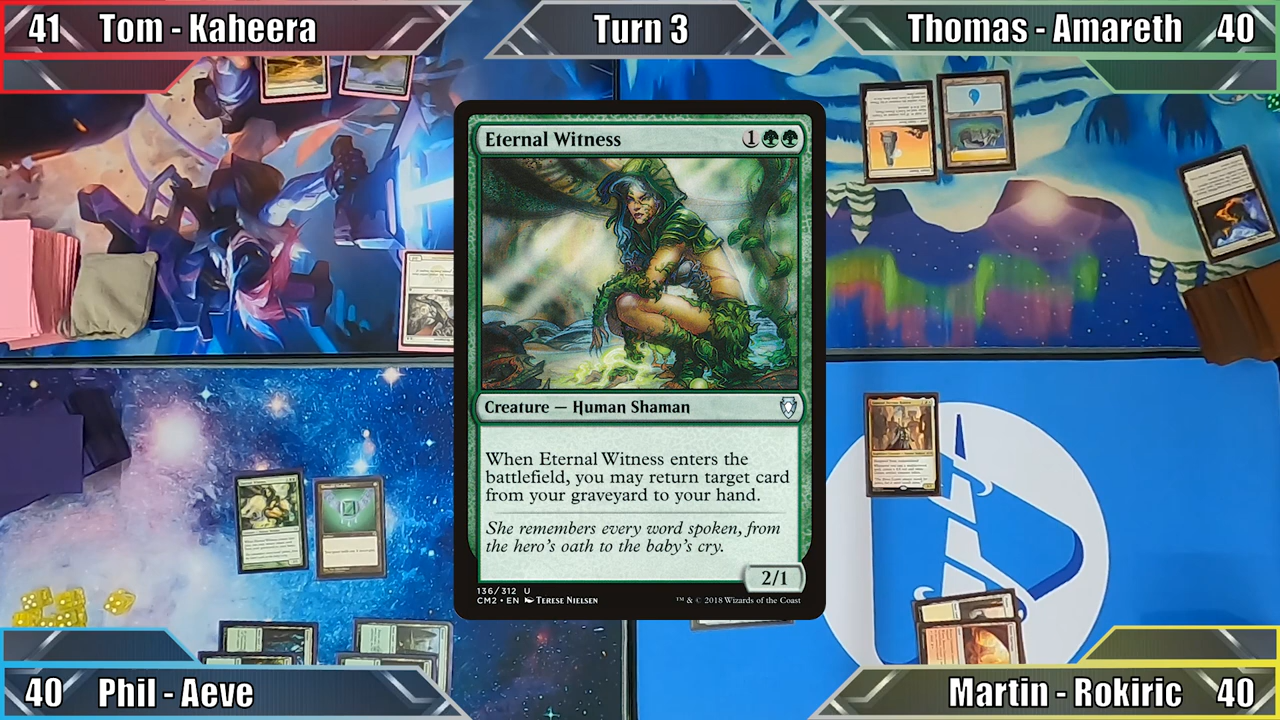 41 Tom - Kaheera
Turn 3
Thomas - Amareth 40
Eternal Witness 1
Creature — Human Shaman
When Eternal Witness enters the
battlefield, you may return target card
from your graveyard to your hand.
She remembers every word spoken, from
the hero's oath to the baby's cry.
2/1
136/312 U
CM2 • EN Terese Nielsen
™ & © 2018 Wizards of the Coast
40 Phil - Aeve
Martin - Rokiric 40